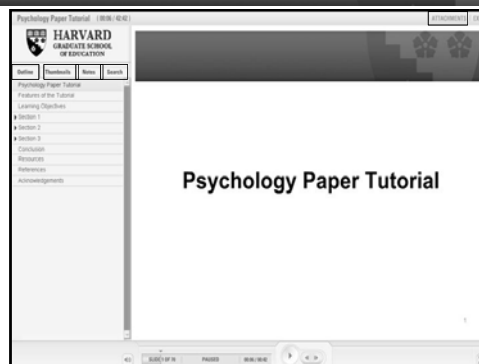 Psychology Paper Tutorial
ATTACHMENTS
HARVARD
GRADUATE SCHOOL
OF EDUCATION
Outline Thumbnails Notes Search
Psychology Paper Tutorial
Features of the Tutorial
Learning Objectives
Section 1
Section 2
Section 3
Conclusion
Resources
References
Acknowledgements
Psychology Paper Tutorial
PAUSED